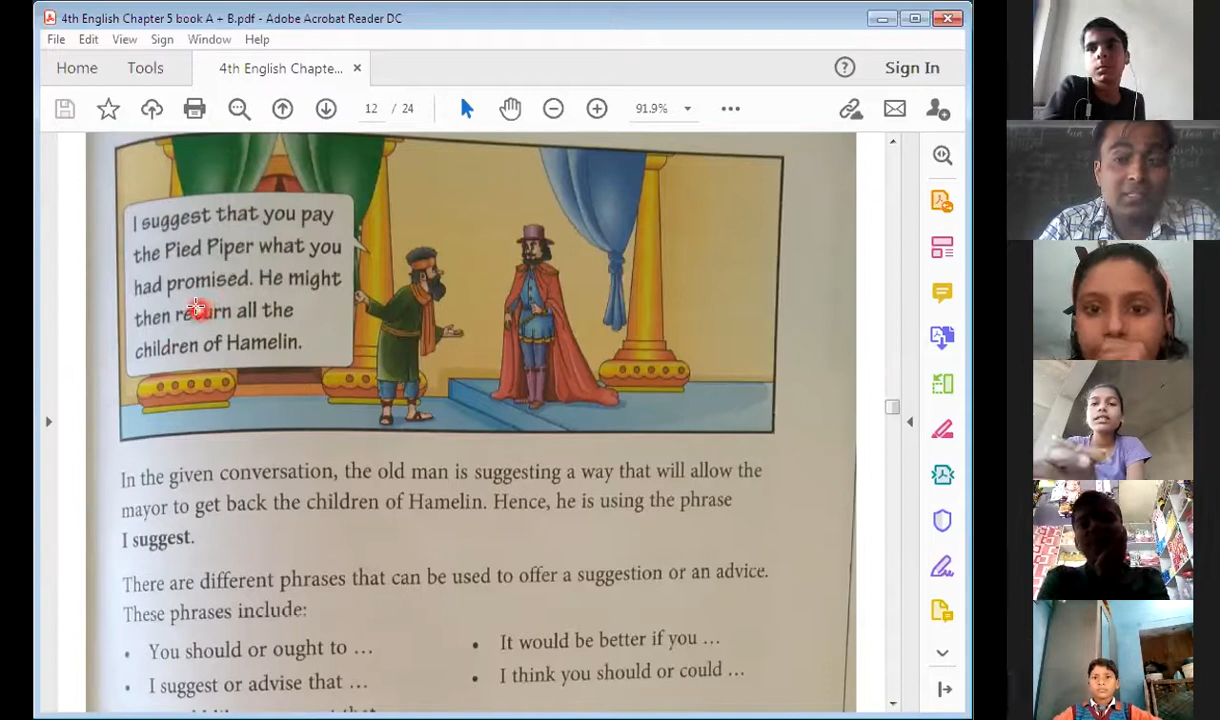 4th English Chapter 5 book A + B.pdf - Adobe Acrobat Reader DC
File Edit View Sign Window Help
Home Tools 4th English Chapte... × Sign In
12 / 24 91.9%
I suggest that you pay
the Pied Piper what you
had promised. He might
then return all the
children of Hamelin.
In the given conversation, the old man is suggesting a way that will allow the
mayor to get back the children of Hamelin. Hence, he is using the phrase
I suggest.
There are different phrases that can be used to offer a suggestion or an advice.
These phrases include:
• You should or ought to ...
• I suggest or advise that ...
• It would be better if you ...
• I think you should or could ...